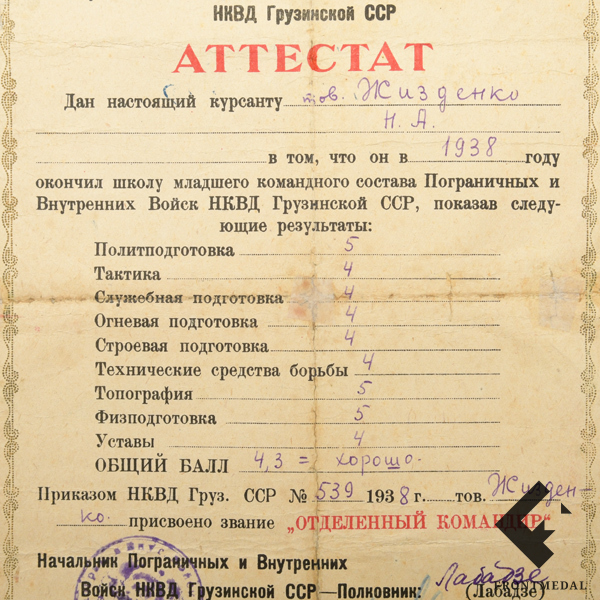 НКВД Грузинской ССР
АТТЕСТАТ
Дан настоящий курсанту тов. Жизденко
Н. А.
в том, что он в 1938 году
окончил школу младшего командного состава Пограничных и
Внутренних Войск НКВД Грузинской ССР, показав следу-
ющие результаты:
Политподготовка 5
Тактика 4
Служебная подготовка 4
Огневая подготовка 4
Строевая подготовка 4
Технические средства борьбы 4
Топография 5
Физподготовка 5
Уставы 4
ОБЩИЙ БАЛЛ 4,3 = хорошо.
Приказом НКВД Груз. ССР № 539 1938 г. тов. Жизден-
ко. присвоено звание „ОТДЕЛЕННЫЙ КОМАНДИР"
Начальник Пограничных и Внутренних
Войск НКВД Грузинской ССР—Полковник: Лабадзе (Лабадзе)
FRONTMEDAL